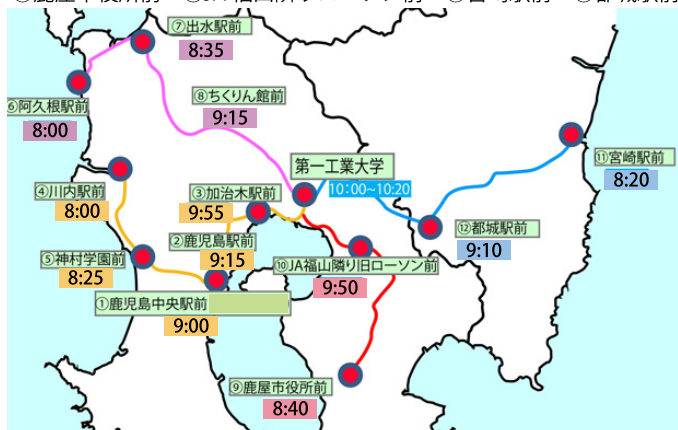 ⑦出水駅前
8:35
⑥阿久根駅前
8:00
⑧ちくりん館前
9:15
第一工業大学
10:00~10:20
⑪宮崎駅前
8:20
④川内駅前
8:00
③加治木駅前
9:55
②鹿児島駅前
9:15
⑫都城駅前
9:10
⑤神村学園前
8:25
⑩JA福山隣り旧ローソン前
9:50
①鹿児島中央駅前
9:00
⑨鹿屋市役所前
8:40